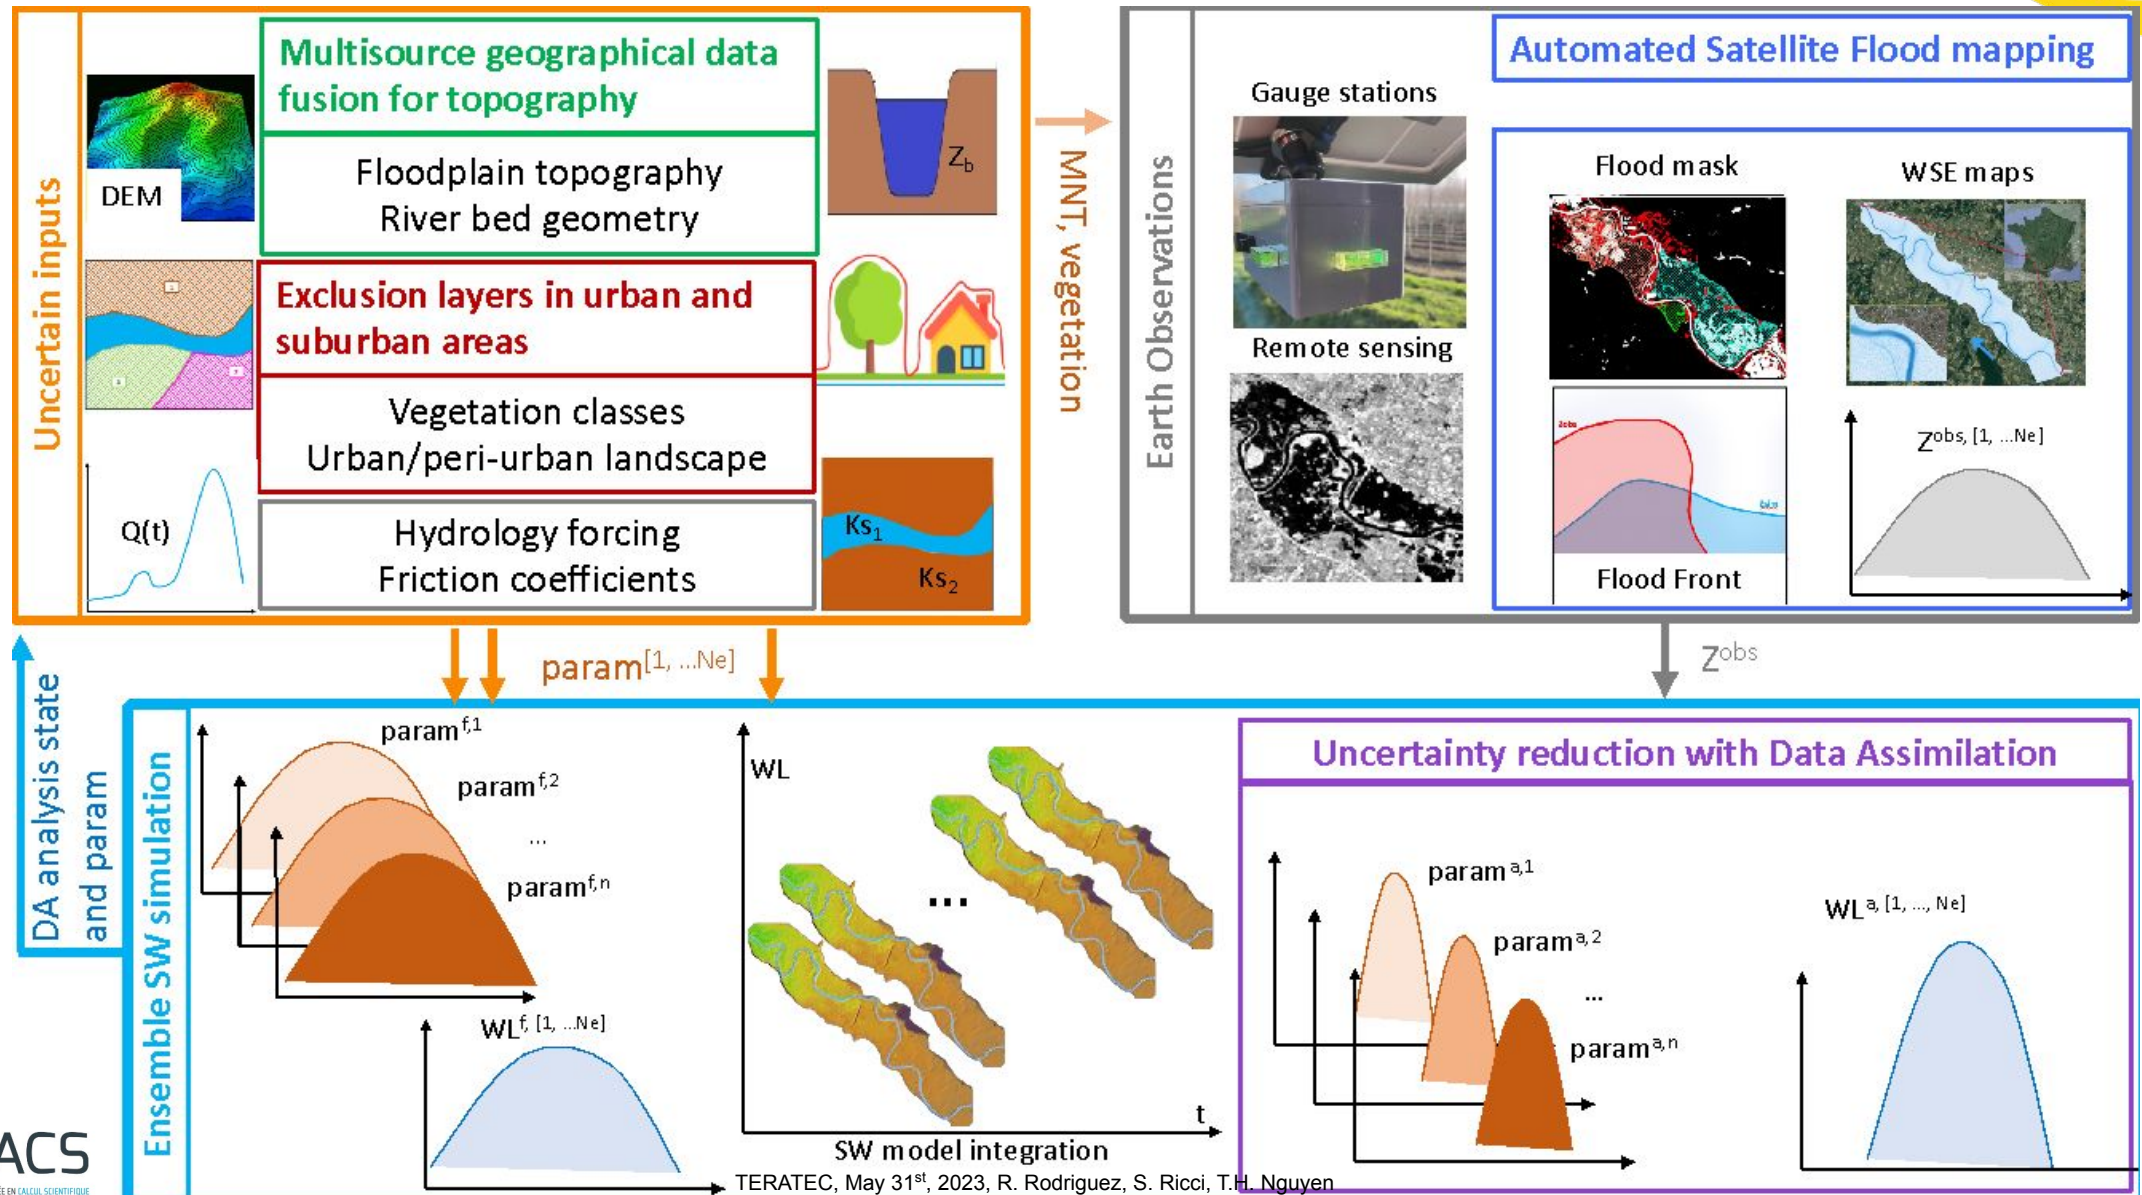 Uncertain inputs
Multisource geographical data
fusion for topography
DEM
Floodplain topography
River bed geometry
Zb
Exclusion layers in urban and
suburban areas
Vegetation classes
Urban/peri-urban landscape
Q(t)
Hydrology forcing
Friction coefficients
Ks1
Ks2
MNT, vegetation
Earth Observations
Automated Satellite Flood mapping
Gauge stations
Remote sensing
Flood mask
WSE maps
Zobs
Flood Front
Zobs, [1, ...Ne]
param[1, ...Ne]
Zobs
DA analysis state
and param
Ensemble SW simulation
paramf,1
paramf,2
...
paramf,n
WLf, [1, ...Ne]
WL
...
t
SW model integration
Uncertainty reduction with Data Assimilation
parama,1
parama,2
...
parama,n
WLa, [1, ..., Ne]
ACS
ÉE EN CALCUL SCIENTIFIQUE
TERATEC, May 31st, 2023, R. Rodriguez, S. Ricci, T.H. Nguyen